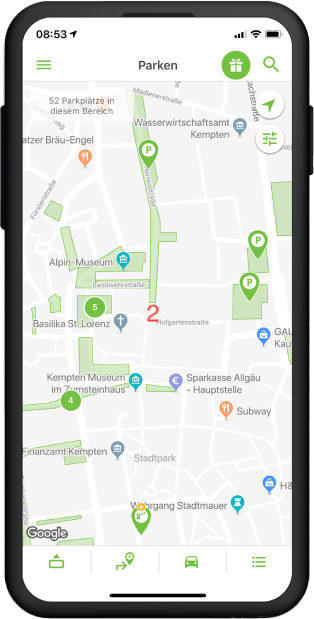 08:53
Parken
52 Parkplätze in
diesem Bereich
Madienerstraße
Wasserwirtschaftsamt
Kempten
atzer Bräu-Engel
Herrenstraße
Fürstenstraße
Alpin-Museum
Landwehrstraße
5
2
Basilika St. Lorenz
Hofgartenstraße
GAL
Kau
Kempten Museum
im Zumsteinhaus
Sparkasse Allgäu
- Hauptstelle
4
Subway
Finanzamt Kempten
Stadtpark
H&
Wehrgang Stadtmauer
Google